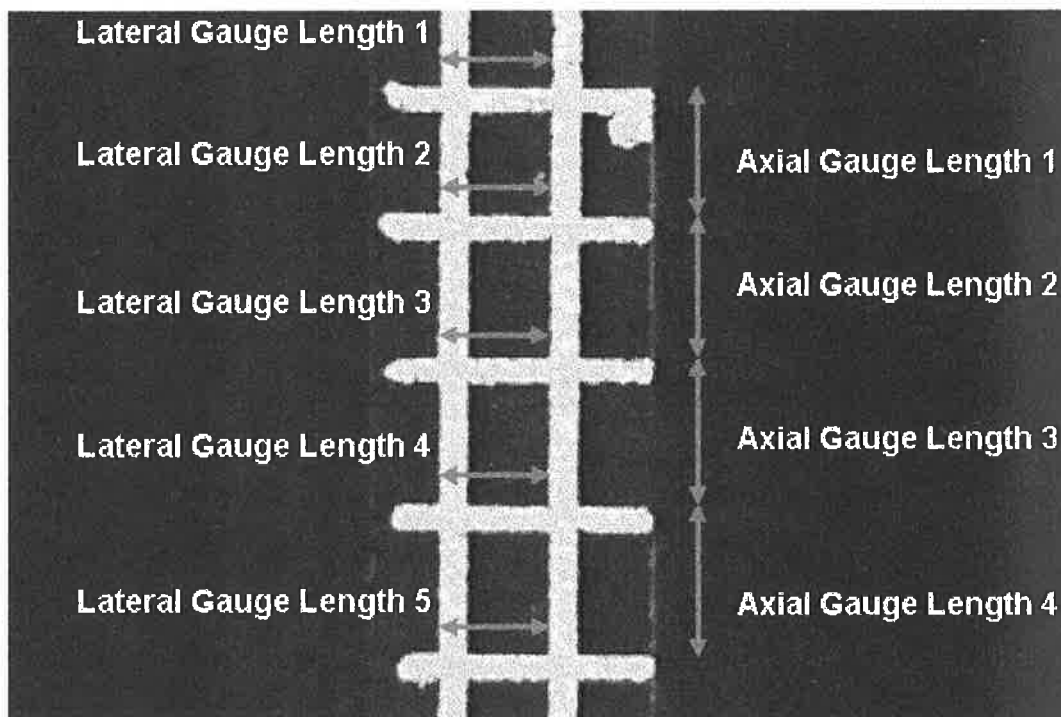 Lateral Gauge Length 1
Lateral Gauge Length 2
Axial Gauge Length 1
Lateral Gauge Length 3
Axial Gauge Length 2
Lateral Gauge Length 4
Axial Gauge Length 3
Lateral Gauge Length 5
Axial Gauge Length 4